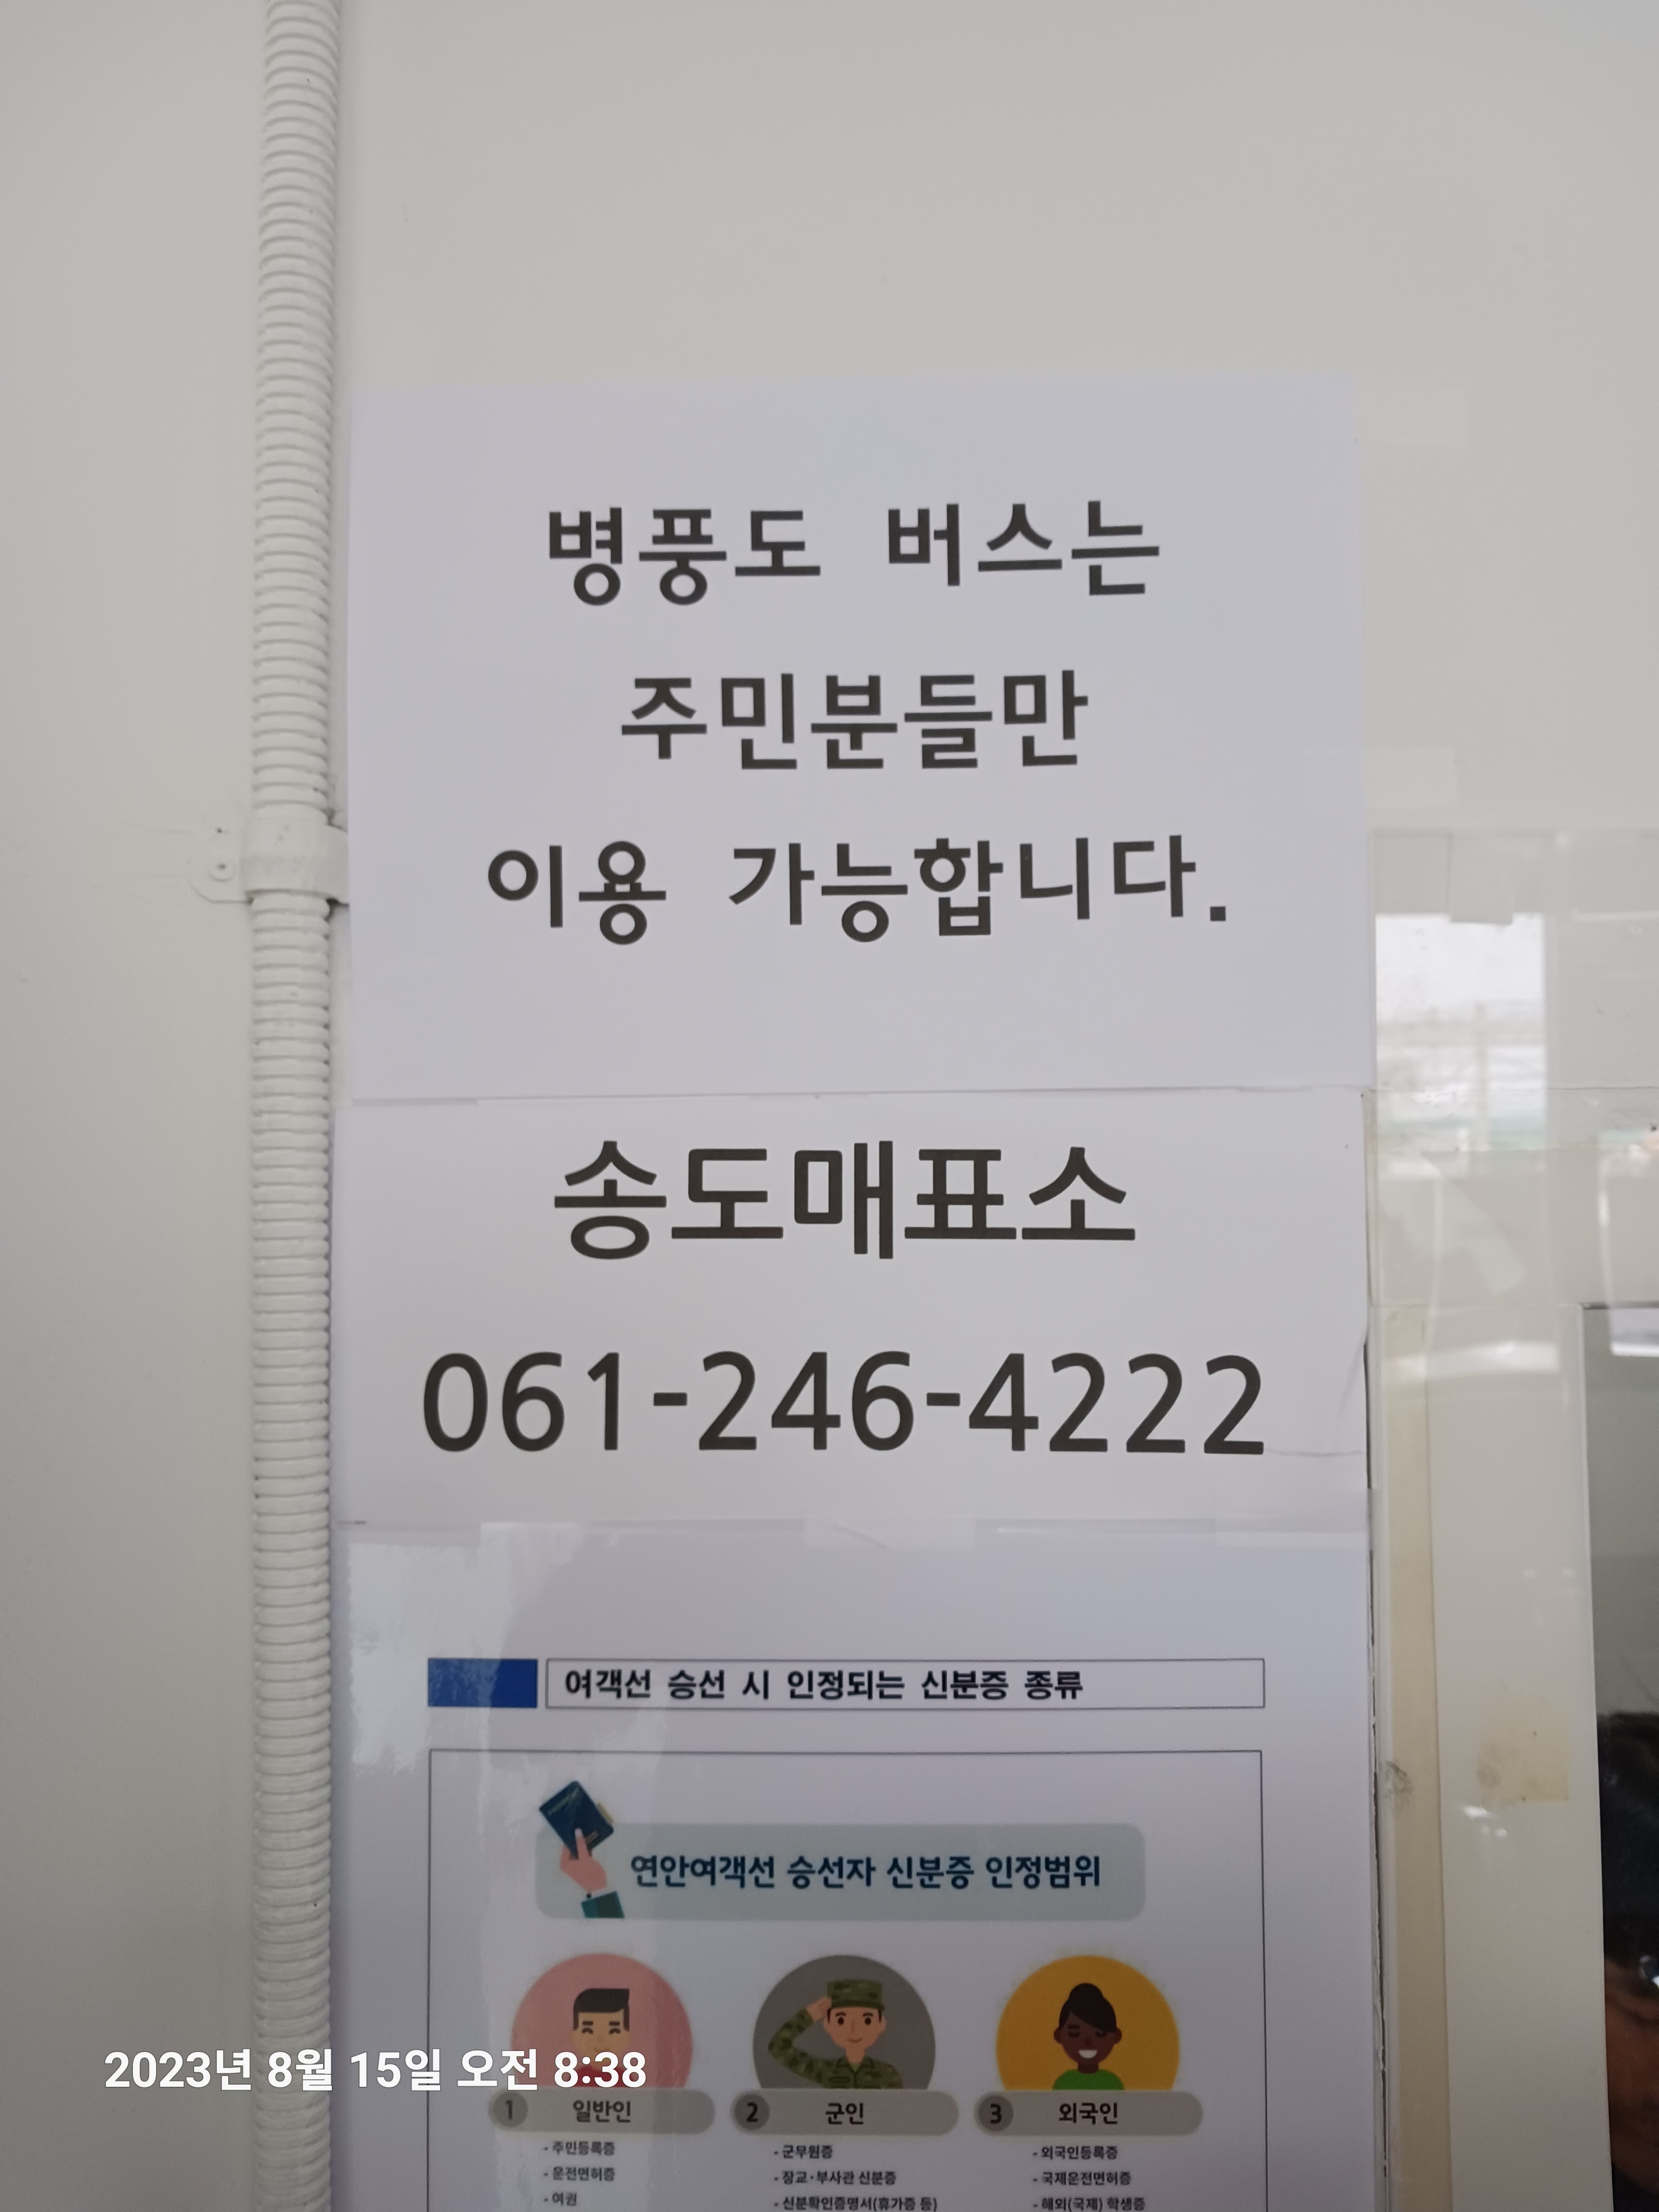 병풍도 버스는
주민분들만
이용 가능합니다.
송도매표소
061-246-4222
여객선 승선 시 인정되는 신분증 종류
연안여객선 승선자 신분증 인정범위
1 일반인
- 주민등록증
- 운전면허증
- 여권
2 군인
- 군무원증
- 장교·부사관 신분증
- 신분확인증명서(휴가증 등)
3 외국인
- 외국인등록증
- 국제운전면허증
- 해외(국제) 학생증
2023년 8월 15일 오전 8:38